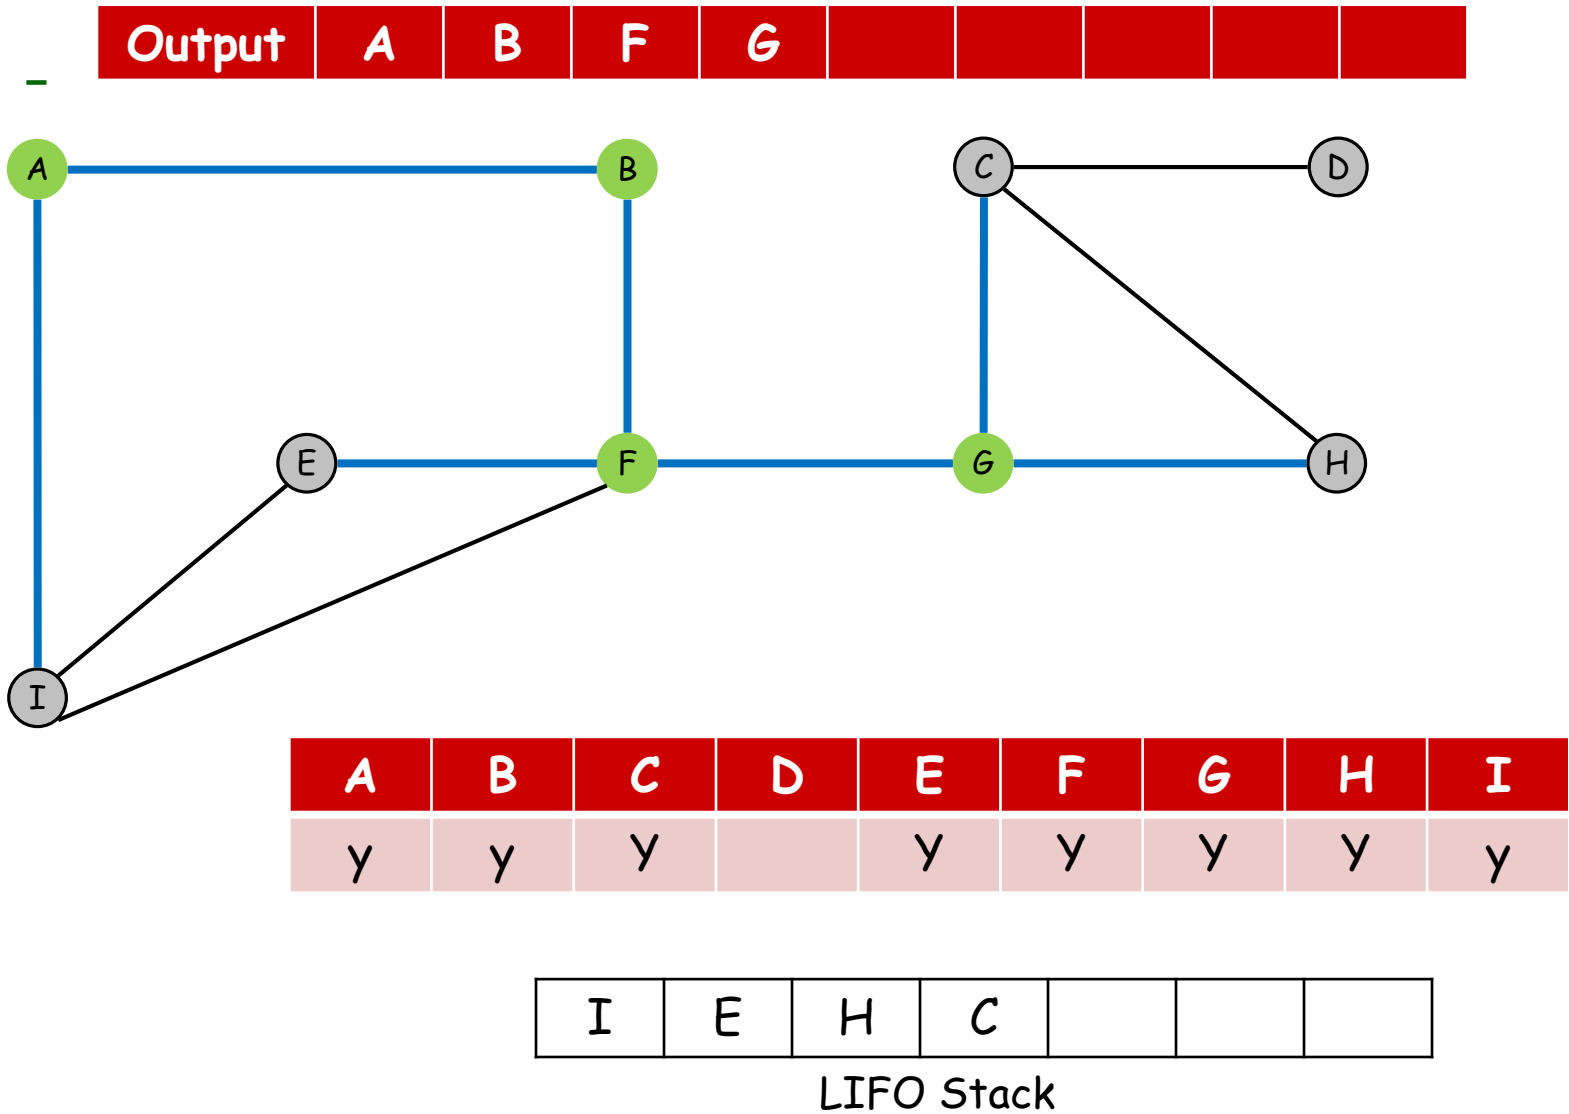 Output A B F G
–
A B C D
E F G H
I
A B C D E F G H I
y y y y y y y y
I E H C
LIFO Stack